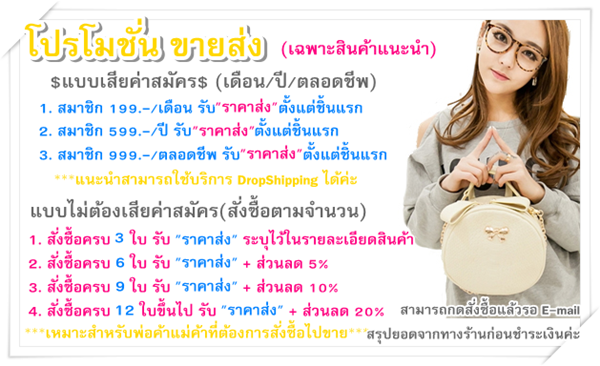 โปรโมชั่น ขายส่ง (เฉพาะสินค้าแนะนำ)
$แบบเสียค่าสมัคร$ (เดือน/ปี/ตลอดชีพ)
1. สมาชิก 199.-/เดือน รับ"ราคาส่ง"ตั้งแต่ชิ้นแรก
2. สมาชิก 599.-/ปี รับ"ราคาส่ง"ตั้งแต่ชิ้นแรก
3. สมาชิก 999.-/ตลอดชีพ รับ"ราคาส่ง"ตั้งแต่ชิ้นแรก
***แนะนำสามารถใช้บริการ DropShipping ได้ค่ะ
แบบไม่ต้องเสียค่าสมัคร(สั่งซื้อตามจำนวน)
1. สั่งซื้อครบ 3 ใบ รับ "ราคาส่ง" ระบุไว้ในรายละเอียดสินค้า
2. สั่งซื้อครบ 6 ใบ รับ "ราคาส่ง" + ส่วนลด 5%
3. สั่งซื้อครบ 9 ใบ รับ "ราคาส่ง" + ส่วนลด 10%
4. สั่งซื้อครบ 12 ใบขึ้นไป รับ "ราคาส่ง" + ส่วนลด 20%
***เหมาะสำหรับพ่อค้าแม่ค้าที่ต้องการสั่งซื้อไปขาย***
สามารถกดสั่งซื้อแล้วรอ E-mail
สรุปยอดจากทางร้านก่อนชำระเงินค่ะ